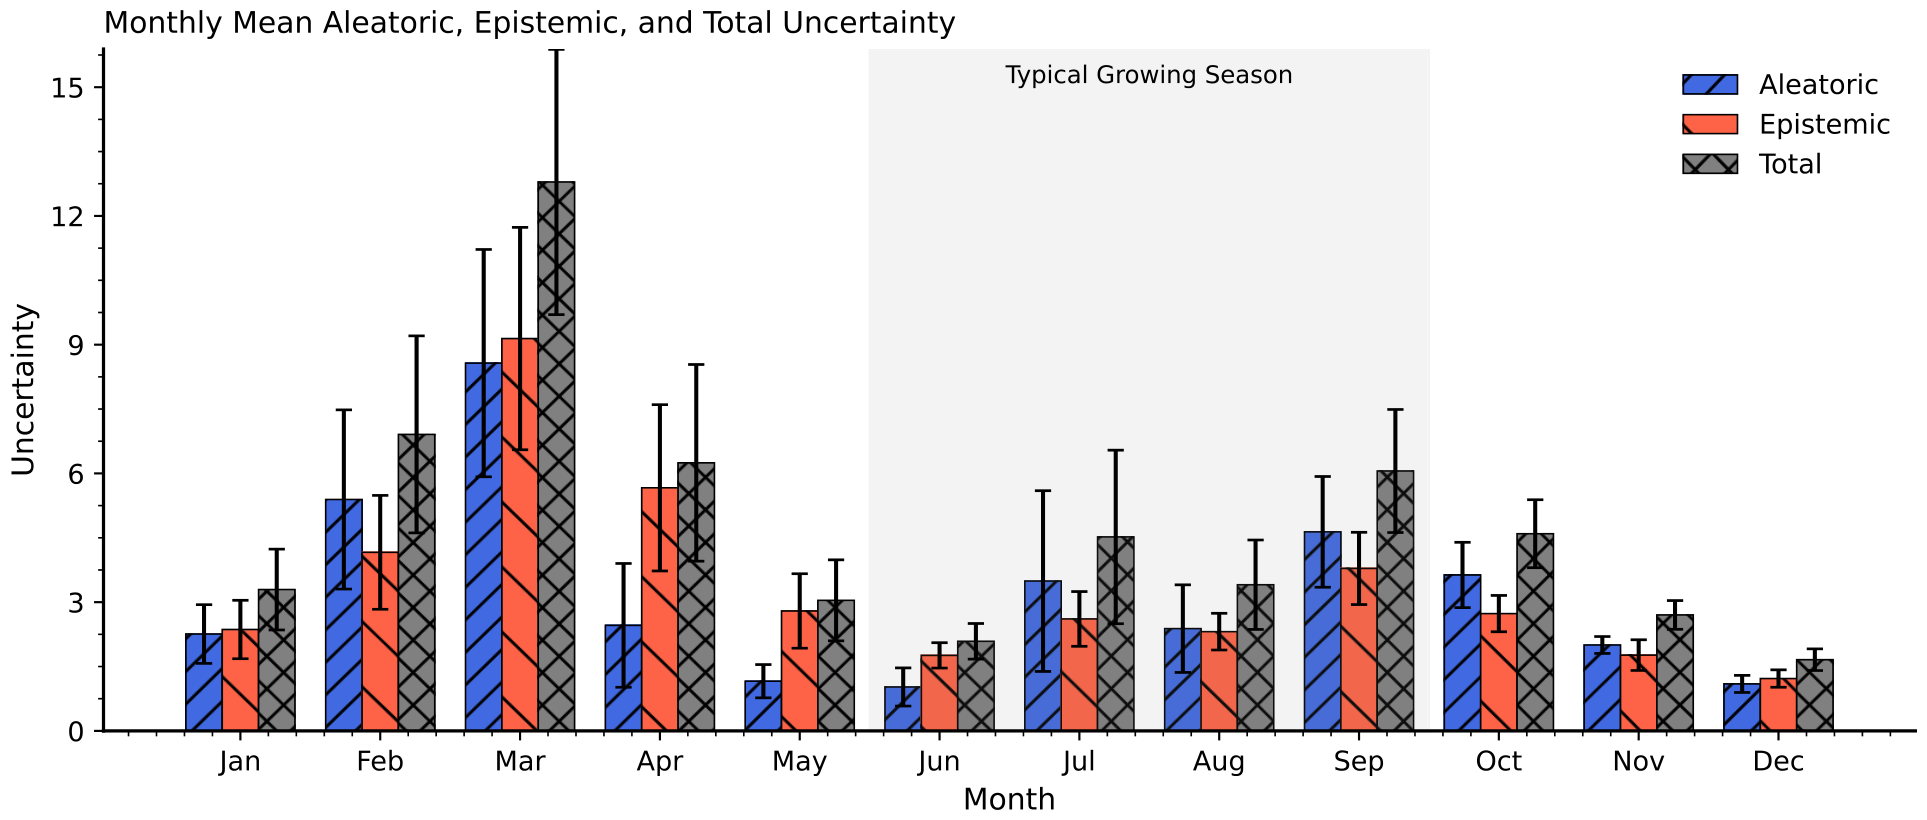 Monthly Mean Aleatoric, Epistemic, and Total Uncertainty
Typical Growing Season
Aleatoric
Epistemic
Total
Uncertainty
15
12
9
6
3
0
Jan Feb Mar Apr May Jun Jul Aug Sep Oct Nov Dec
Month